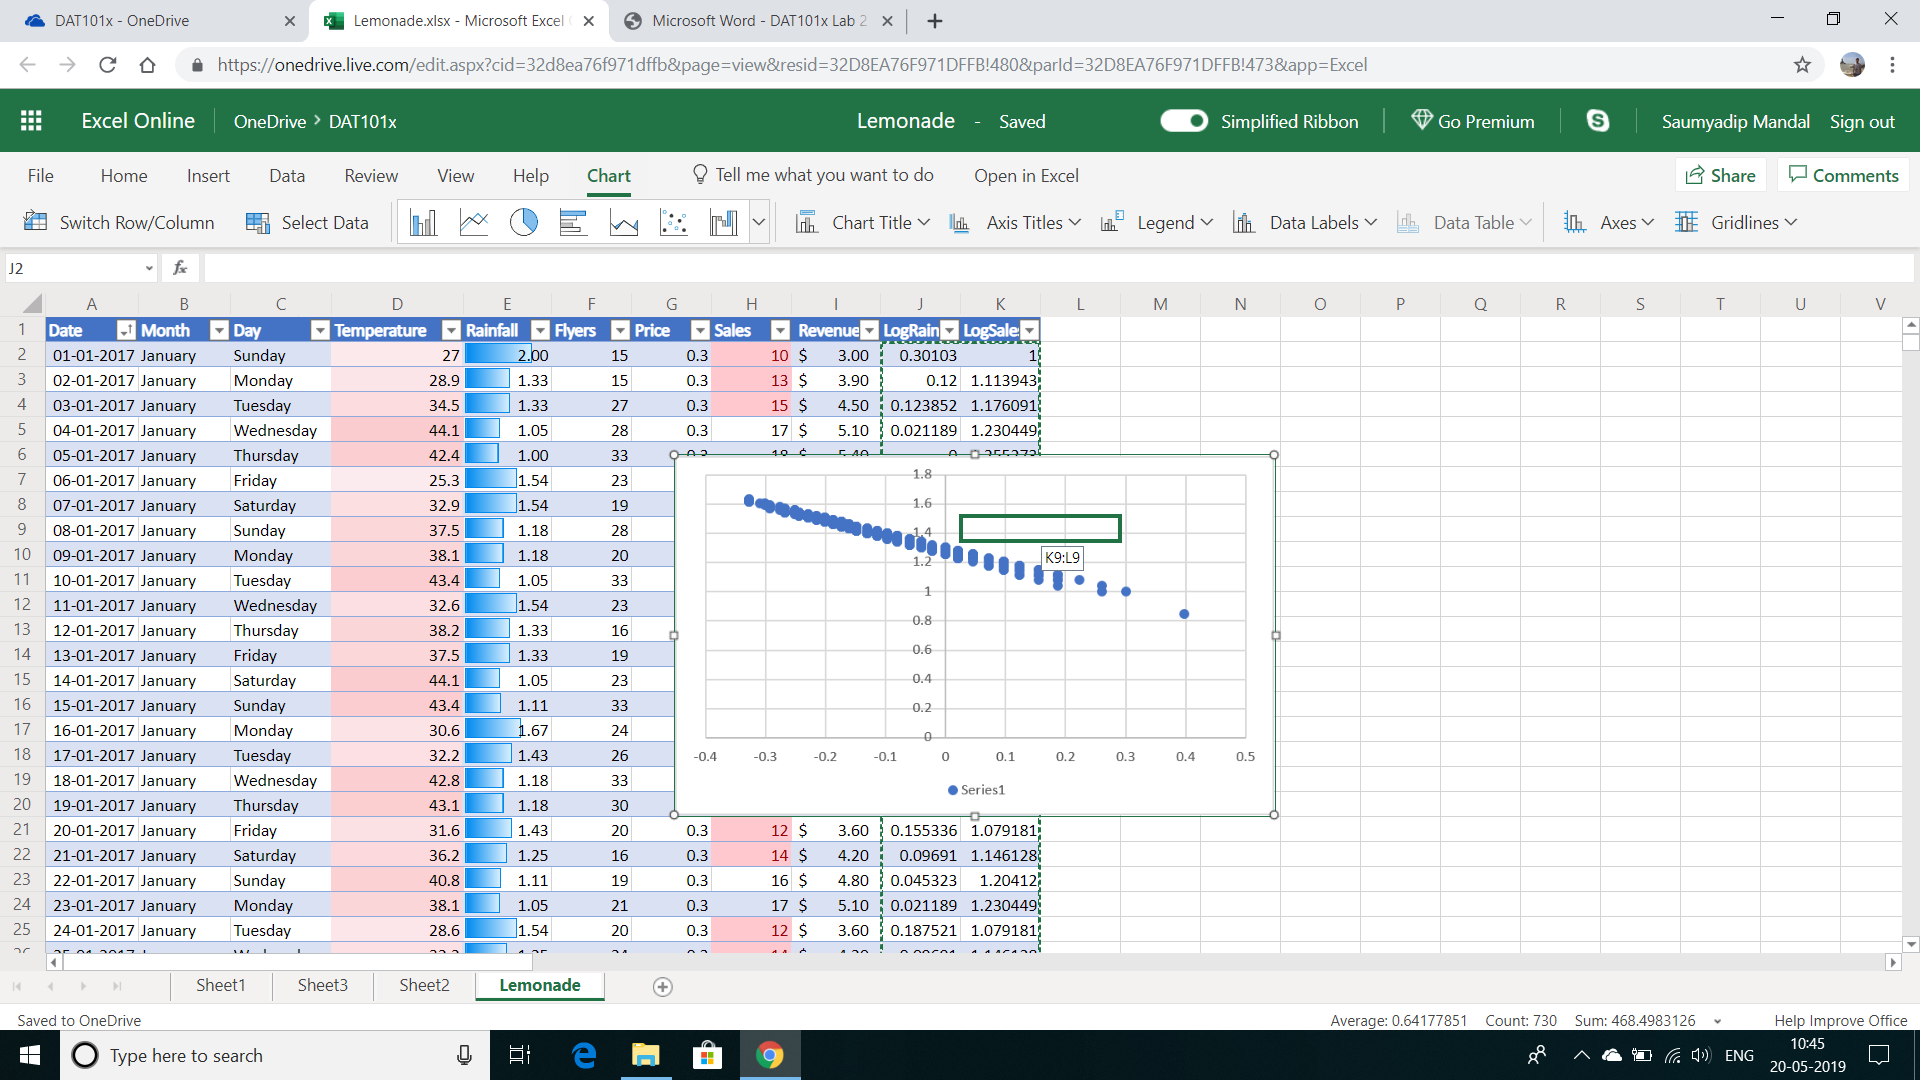 DAT101x - OneDrive
Lemonade.xlsx - Microsoft Excel
Microsoft Word - DAT101x Lab 2
https://onedrive.live.com/edit.aspx?cid=32d8ea76f971dffb&page=view&resid=32D8EA76F971DFFB!480&parId=32D8EA76F971DFFB!473&app=Excel
Excel Online OneDrive > DAT101x Lemonade - Saved Simplified Ribbon Go Premium Saumyadip Mandal Sign out
File Home Insert Data Review View Help Chart Tell me what you want to do Open in Excel Share Comments
Switch Row/Column Select Data Chart Title Axis Titles Legend Data Labels Data Table Axes Gridlines
J2 fx
A B C D E F G H I J K L M N O P Q R S T U V
1 Date Month Day Temperature Rainfall Flyers Price Sales Revenue LogRain LogSale
2 01-01-2017 January Sunday 27 2.00 15 0.3 10 $ 3.00 0.30103 1
3 02-01-2017 January Monday 28.9 1.33 15 0.3 13 $ 3.90 0.12 1.113943
4 03-01-2017 January Tuesday 34.5 1.33 27 0.3 15 $ 4.50 0.123852 1.176091
5 04-01-2017 January Wednesday 44.1 1.05 28 0.3 17 $ 5.10 0.021189 1.230449
6 05-01-2017 January Thursday 42.4 1.00 33
7 06-01-2017 January Friday 25.3 1.54 23
8 07-01-2017 January Saturday 32.9 1.54 19
9 08-01-2017 January Sunday 37.5 1.18 28
10 09-01-2017 January Monday 38.1 1.18 20
11 10-01-2017 January Tuesday 43.4 1.05 33
12 11-01-2017 January Wednesday 32.6 1.54 23
13 12-01-2017 January Thursday 38.2 1.33 16
14 13-01-2017 January Friday 37.5 1.33 19
15 14-01-2017 January Saturday 44.1 1.05 23
16 15-01-2017 January Sunday 43.4 1.11 33
17 16-01-2017 January Monday 30.6 1.67 24
18 17-01-2017 January Tuesday 32.2 1.43 26
19 18-01-2017 January Wednesday 42.8 1.18 33
20 19-01-2017 January Thursday 43.1 1.18 30
21 20-01-2017 January Friday 31.6 1.43 20 0.3 12 $ 3.60 0.155336 1.079181
22 21-01-2017 January Saturday 36.2 1.25 16 0.3 14 $ 4.20 0.09691 1.146128
23 22-01-2017 January Sunday 40.8 1.11 19 0.3 16 $ 4.80 0.045323 1.20412
24 23-01-2017 January Monday 38.1 1.05 21 0.3 17 $ 5.10 0.021189 1.230449
25 24-01-2017 January Tuesday 28.6 1.54 20 0.3 12 $ 3.60 0.187521 1.079181
1.8
1.6
1.4
K9:L9
1.2
1
0.8
0.6
0.4
0.2
0
-0.4 -0.3 -0.2 -0.1 0 0.1 0.2 0.3 0.4 0.5
Series1
Sheet1 Sheet3 Sheet2 Lemonade
Saved to OneDrive Average: 0.64177851 Count: 730 Sum: 468.4983126 Help Improve Office
Type here to search ENG 10:45
20-05-2019